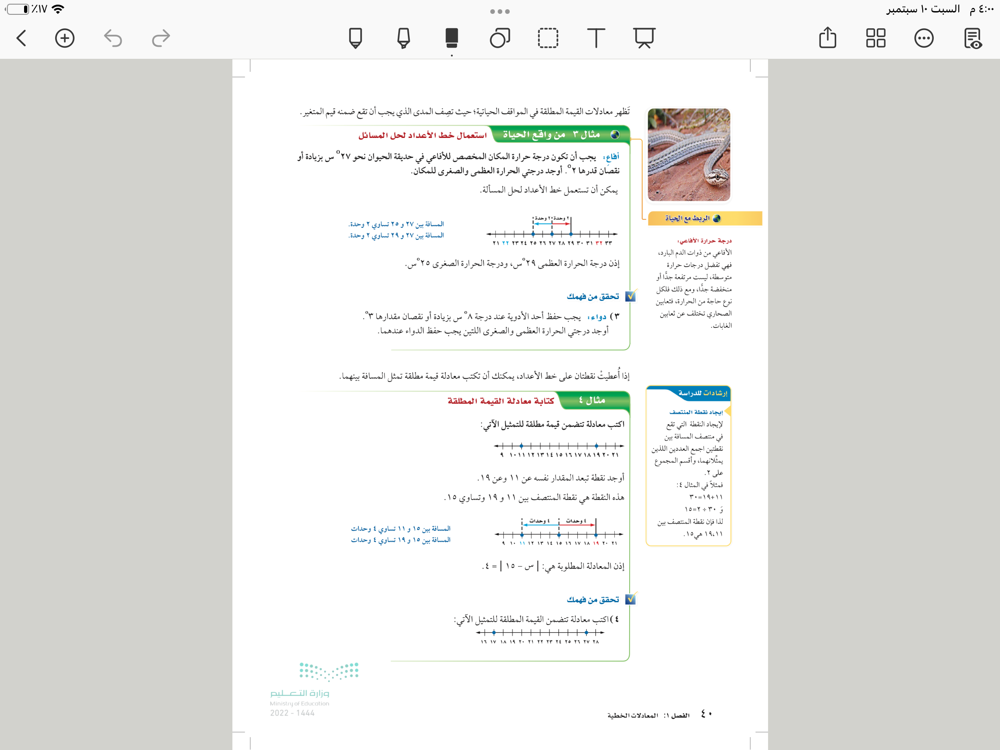 ٤:٠٠ م السبت ١٠ سبتمبر
٪١٧
تَظهر معادلات القيمة المطلقة في المواقف الحياتية؛ حيث تصِف المدى الذي يجب أن تقع ضمنه قيم المتغير.
مثال ٣ من واقع الحياة استعمال خط الأعداد لحل المسائل
أفاعٍ: يجب أن تكون درجة حرارة المكان المخصص للأفاعي في حديقة الحيوان نحو ٢٧° س بزيادة أو
نقصان قدرها ٢°. أوجد درجتي الحرارة العظمى والصغرى للمكان.
يمكن أن تستعمل خط الأعداد لحل المسألة.
٢ وحدة ٢ وحدة
٢١ ٢٢ ٢٣ ٢٤ ٢٥ ٢٦ ٢٧ ٢٨ ٢٩ ٣٠ ٣١ ٣٢ ٣٣
المسافة بين ٢٧ و ٢٥ تساوي ٢ وحدة.
المسافة بين ٢٧ و ٢٩ تساوي ٢ وحدة.
إذن درجة الحرارة العظمى ٢٩°س، ودرجة الحرارة الصغرى ٢٥°س.
تحقق من فهمك
٣) دواء: يجب حفظ أحد الأدوية عند درجة ٨° س بزيادة أو نقصان مقدارها ٣°.
أوجد درجتي الحرارة العظمى والصغرى اللتين يجب حفظ الدواء عندهما.
الربط مع الحياة
درجة حرارة الأفاعي:
الأفاعي من ذوات الدم البارد،
فهي تفضل درجات حرارة
متوسطة، ليست مرتفعة جدًّا أو
منخفضة جدًّا، ومع ذلك فلكل
نوع حاجة من الحرارة، فثعابين
الصحاري تختلف عن ثعابين
الغابات.
إذا أُعطيتْ نقطتان على خط الأعداد، يمكنك أن تكتب معادلة قيمة مطلقة تمثل المسافة بينهما.
مثال ٤ كتابة معادلة القيمة المطلقة
اكتب معادلة تتضمن قيمة مطلقة للتمثيل الآتي:
٩ ١٠ ١١ ١٢ ١٣ ١٤ ١٥ ١٦ ١٧ ١٨ ١٩ ٢٠ ٢١
أوجد نقطة تبعد المقدار نفسه عن ١١ وعن ١٩.
هذه النقطة هي نقطة المنتصف بين ١١ و ١٩ وتساوي ١٥.
٤ وحدات ٤ وحدات
٩ ١٠ ١١ ١٢ ١٣ ١٤ ١٥ ١٦ ١٧ ١٨ ١٩ ٢٠ ٢١
المسافة بين ١٥ و ١١ تساوي ٤ وحدات
المسافة بين ١٥ و ١٩ تساوي ٤ وحدات
إذن المعادلة المطلوبة هي: | س – ١٥ | = ٤.
تحقق من فهمك
٤) اكتب معادلة تتضمن القيمة المطلقة للتمثيل الآتي:
١٦ ١٧ ١٨ ١٩ ٢٠ ٢١ ٢٢ ٢٣ ٢٤ ٢٥ ٢٦ ٢٧ ٢٨
إرشادات للدراسة
إيجاد نقطة المنتصف
لإيجاد النقطة التي تقع
في منتصف المسافة بين
نقطتين اجمع العددين اللذين
يمثِّلانهما، وأقسم المجموع
على ٢.
فمثلاً في المثال ٤:
١١+١٩=٣٠
وَ ٣٠ ÷ ٢=١٥
لذا فإن نقطة المنتصف بين
١١،١٩ هي١٥.
وزارة التعليم
Ministry of Education
2022 - 1444
٤٠ الفصل ١: المعادلات الخطية